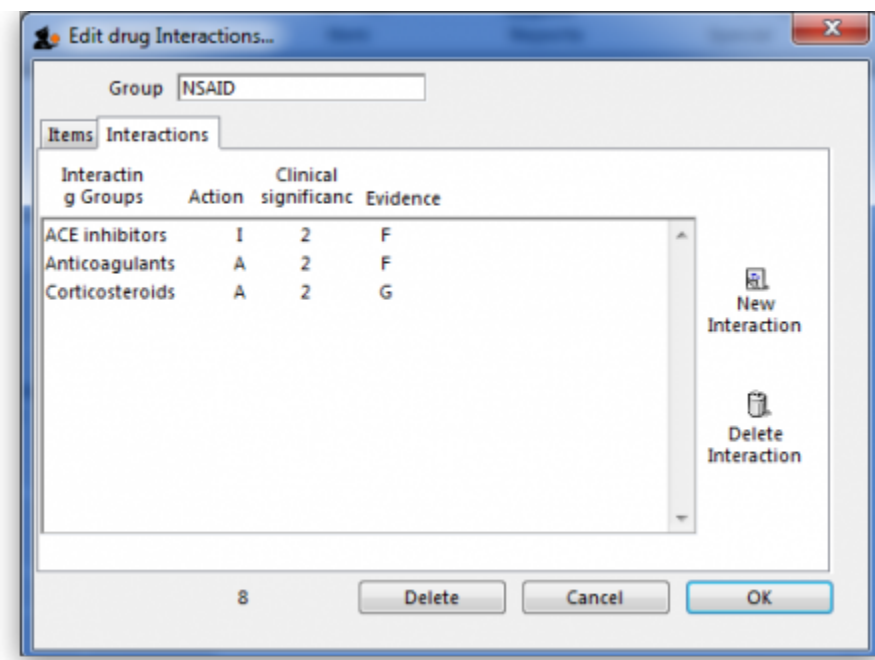 Edit drug Interactions...
Group NSAID
Items Interactions
Interactin Clinical
g Groups Action significanc Evidence
ACE inhibitors I 2 F
Anticoagulants A 2 F
Corticosteroids A 2 G
New
Interaction
Delete
Interaction
8 Delete Cancel OK